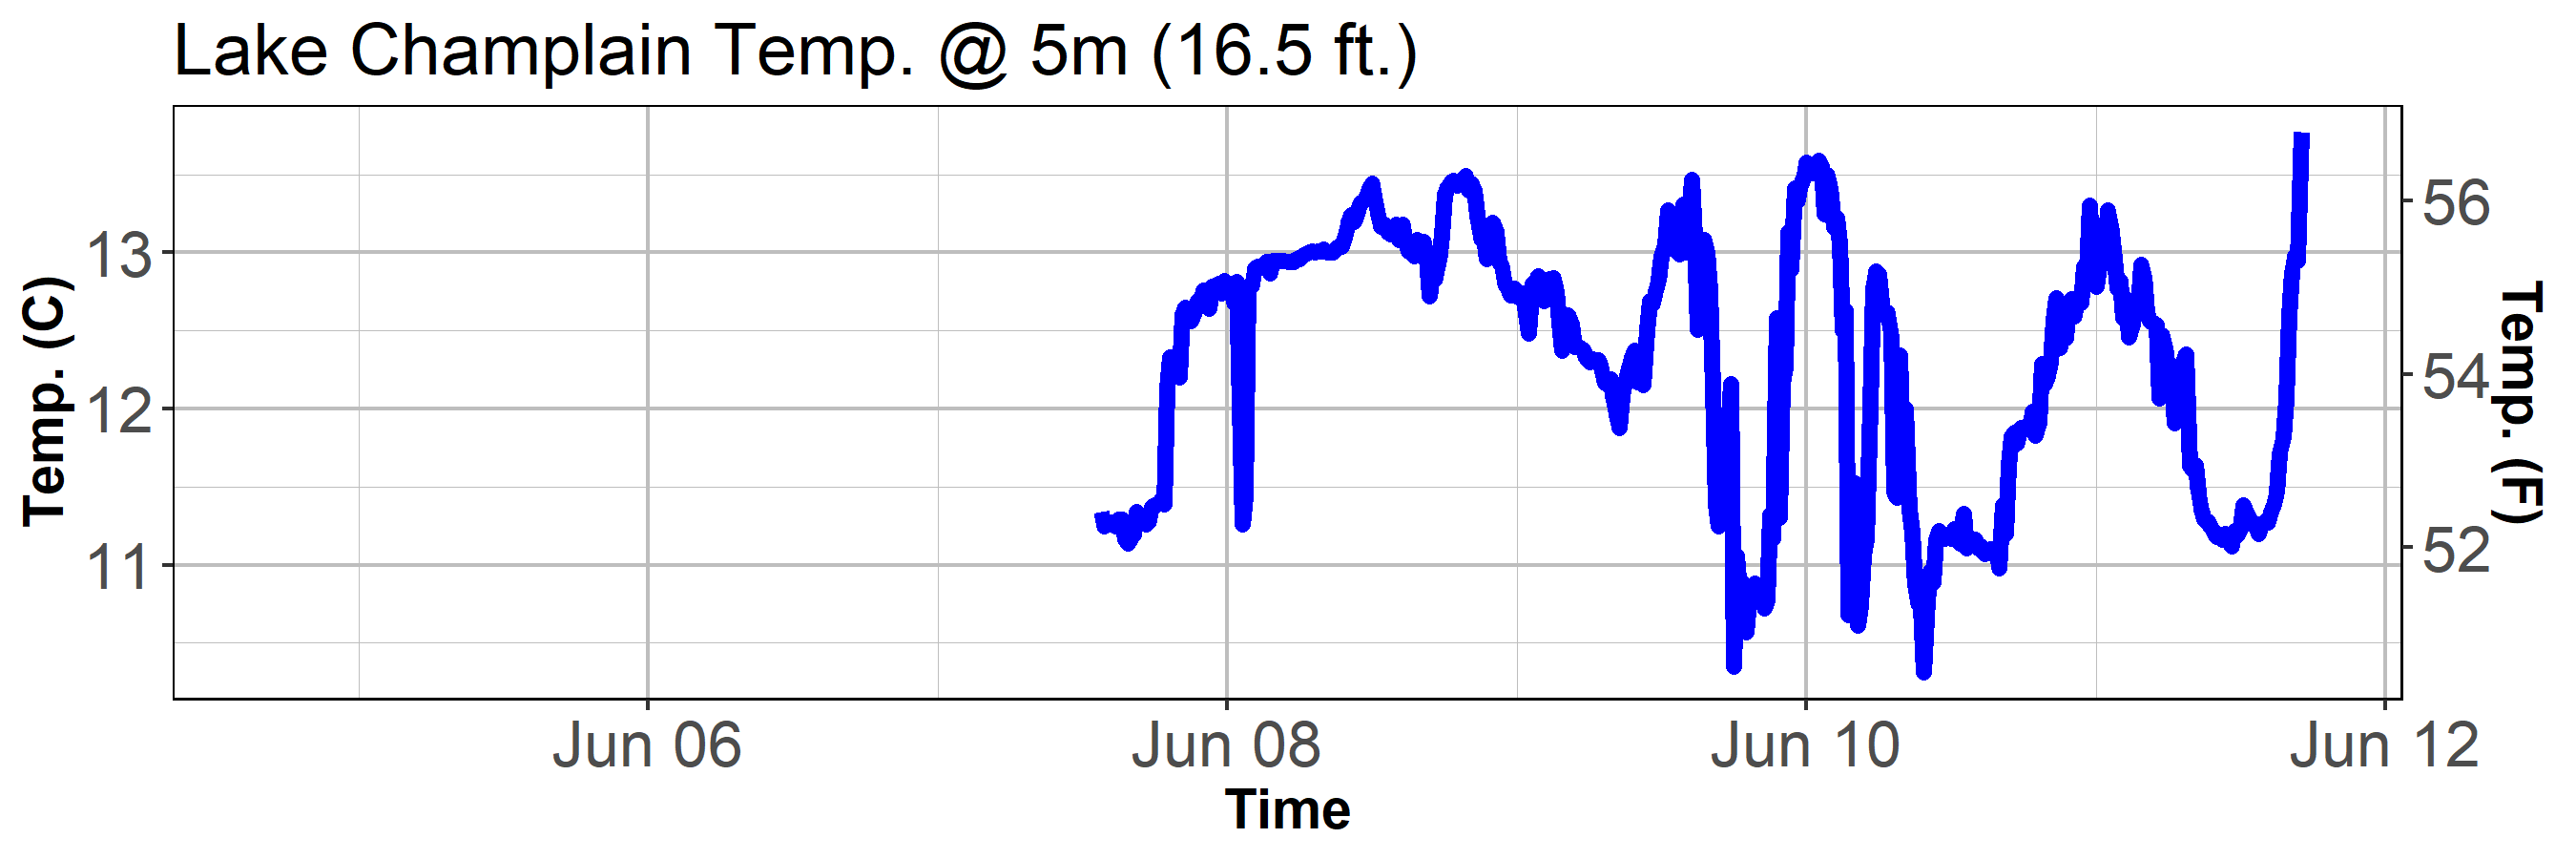 Lake Champlain Temp. @ 5m (16.5 ft.)
Temp. (C)
13
12
11
56
54
52
Temp. (F)
Jun 06 Jun 08 Jun 10 Jun 12
Time